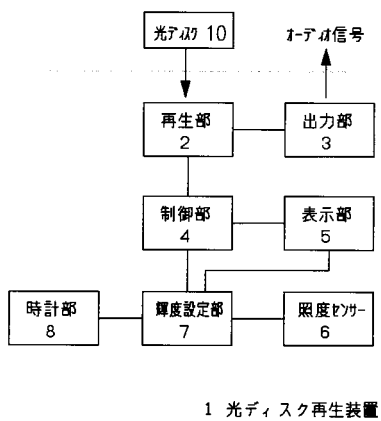 光ディスク 10
オーディオ信号
再生部
2
出力部
3
制御部
4
表示部
5
時計部
8
輝度設定部
7
照度センサー
6
1 光ディスク再生装置